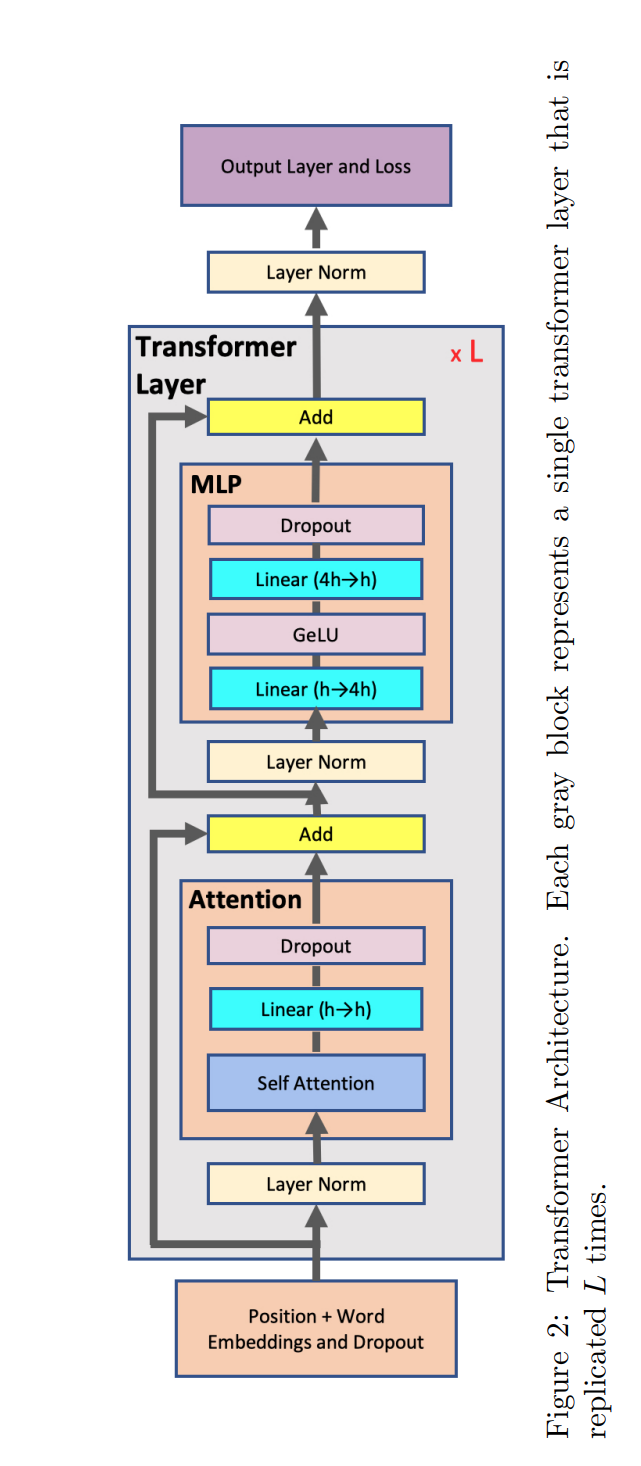 Output Layer and Loss
Layer Norm
Transformer
Layer
x L
Add
MLP
Dropout
Linear (4h→h)
GeLU
Linear (h→4h)
Layer Norm
Add
Attention
Dropout
Linear (h→h)
Self Attention
Layer Norm
Position + Word
Embeddings and Dropout
Figure 2: Transformer Architecture. Each gray block represents a single transformer layer that is
replicated L times.